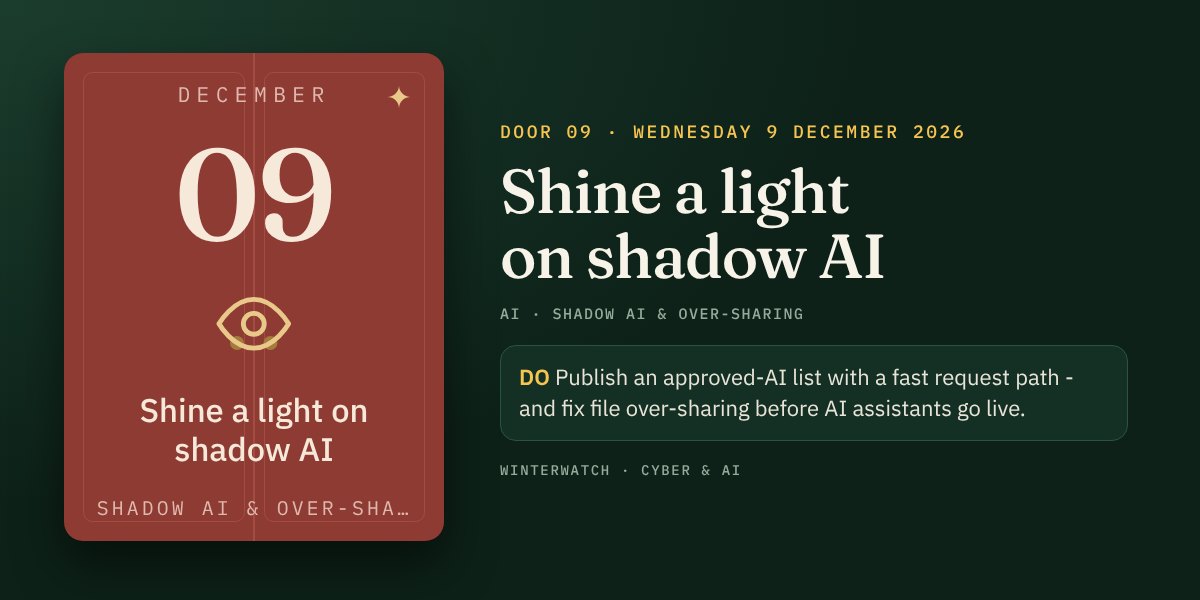 DECEMBER
09
Shine a light on
shadow AI
SHADOW AI & OVER-SHA…
DOOR 09 · WEDNESDAY 9 DECEMBER 2026
Shine a light
on shadow AI
AI · SHADOW AI & OVER-SHARING
DO Publish an approved-AI list with a fast request path -
and fix file over-sharing before AI assistants go live.
WINTERWATCH · CYBER & AI